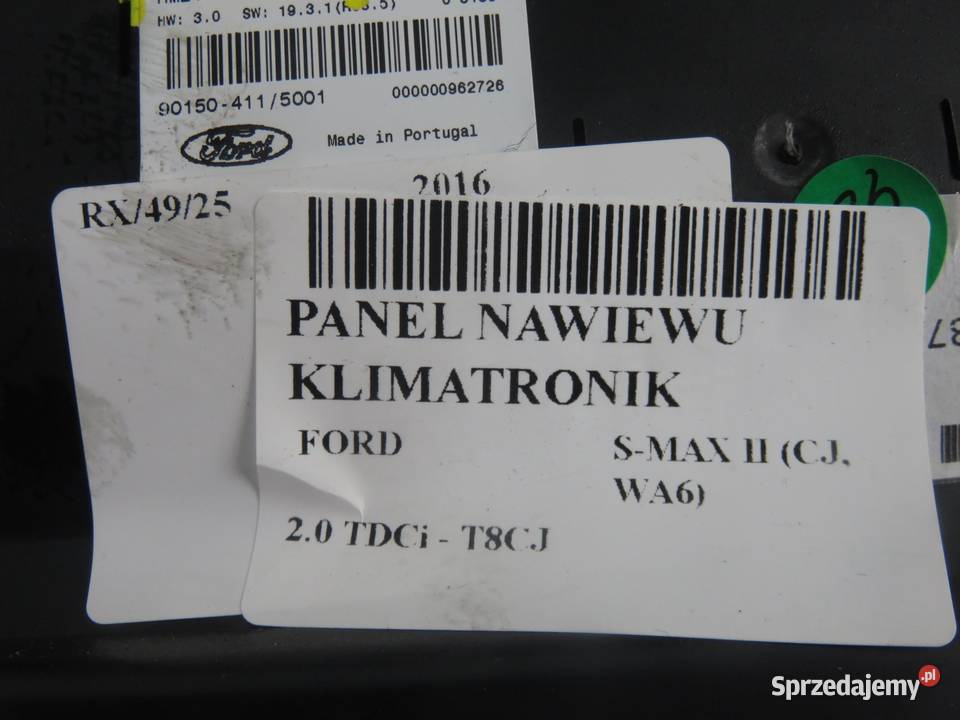 HW: 3.0 SW: 19.3.1
90150-411/5001
000000962726
Ford
Made in Portugal
2016
RX/49/25
PANEL NAWIEWU
KLIMATRONIK
FORD
S-MAX II (CJ,
WA6)
2.0 TDCi - T8CJ
37
Sprzedajemy.pl